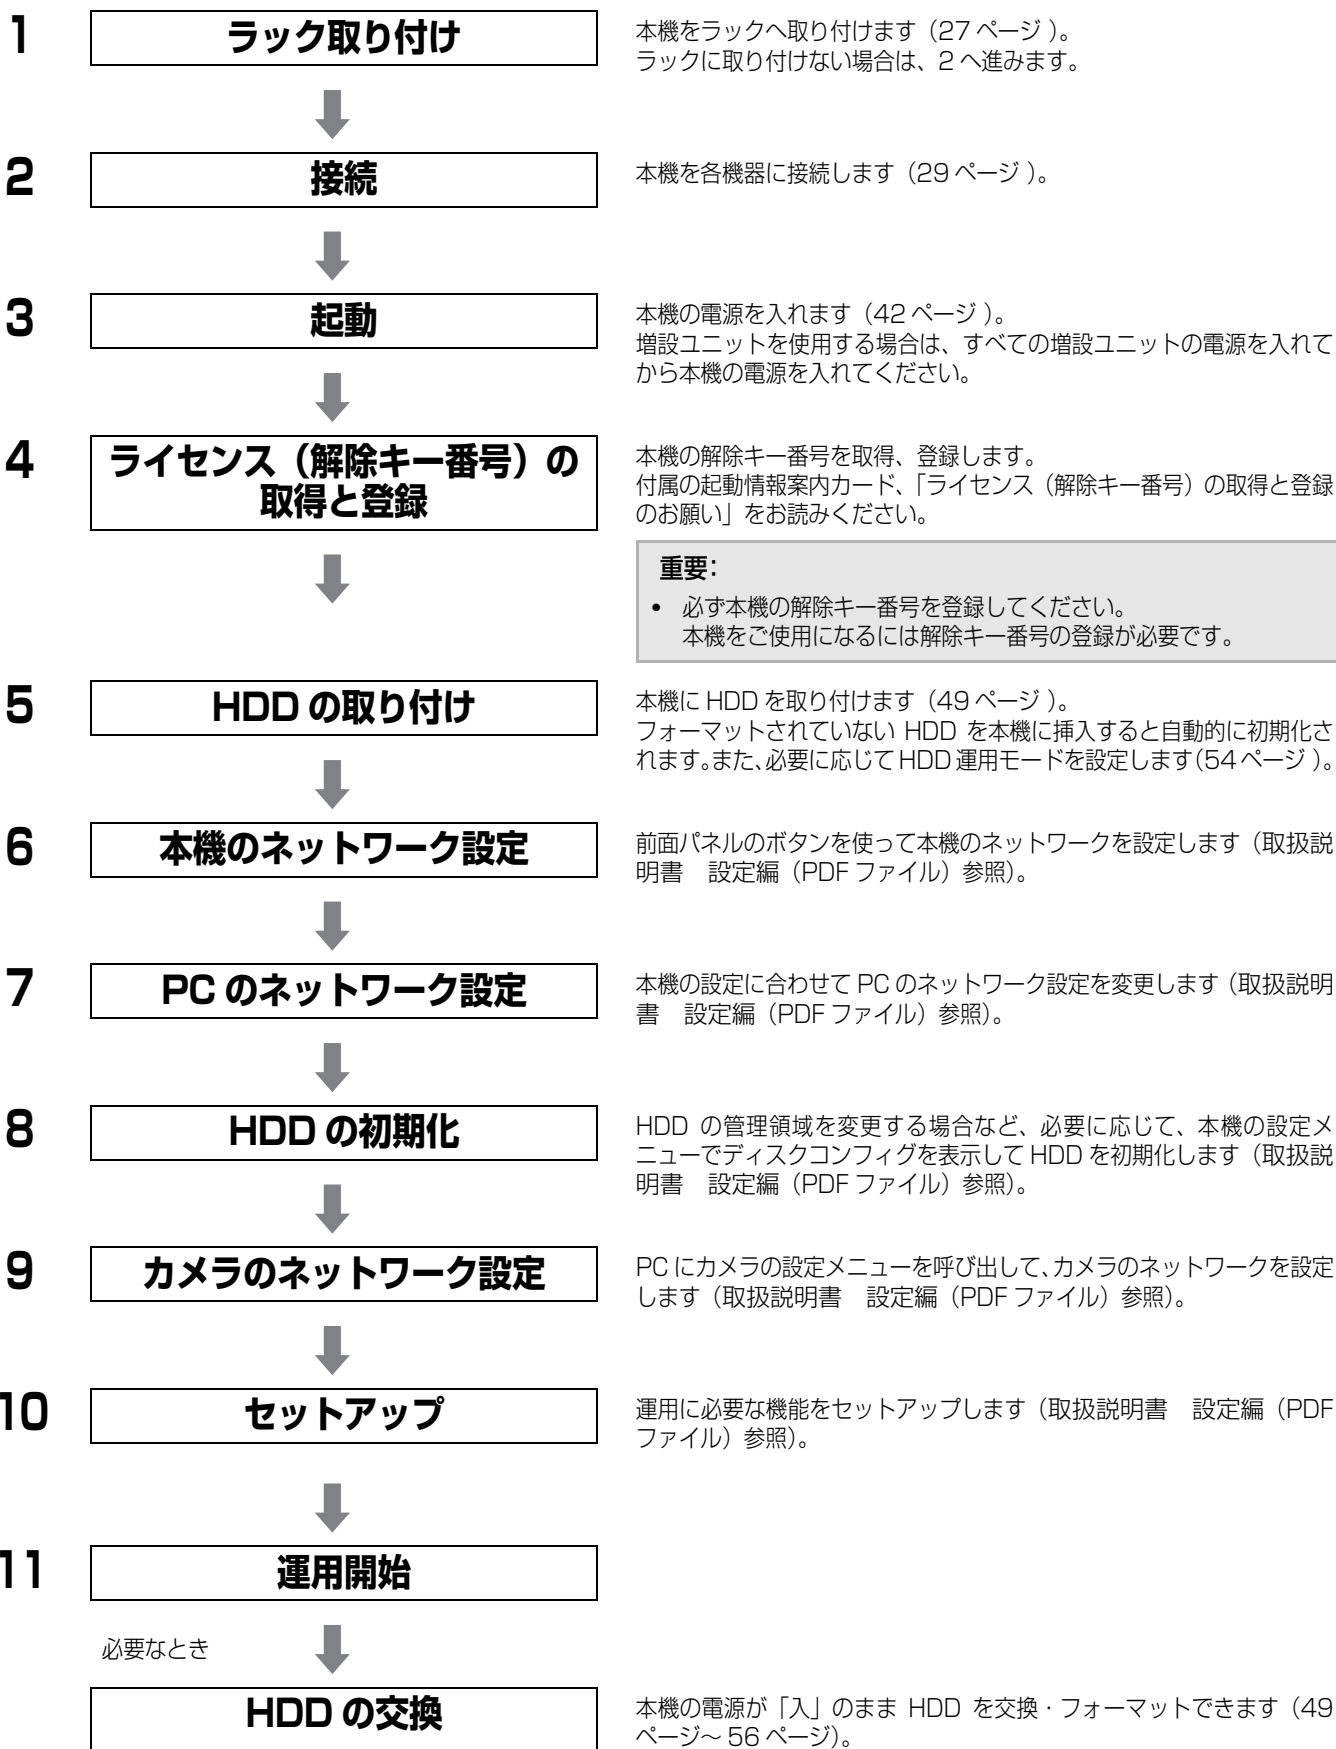 1
ラック取り付け
本機をラックへ取り付けます（27 ページ ）。
ラックに取り付けない場合は、2 へ進みます。
2
接続
本機を各機器に接続します（29 ページ ）。
3
起動
本機の電源を入れます（42 ページ ）。
増設ユニットを使用する場合は、すべての増設ユニットの電源を入れて
から本機の電源を入れてください。
4
ライセンス（解除キー番号）の
取得と登録
本機の解除キー番号を取得、登録します。
付属の起動情報案内カード、「ライセンス（解除キー番号）の取得と登録
のお願い」をお読みください。
重要：
• 必ず本機の解除キー番号を登録してください。
本機をご使用になるには解除キー番号の登録が必要です。
5
HDD の取り付け
本機に HDD を取り付けます（49 ページ ）。
フォーマットされていない HDD を本機に挿入すると自動的に初期化さ
れます。また、必要に応じて HDD 運用モードを設定します（54 ページ ）。
6
本機のネットワーク設定
前面パネルのボタンを使って本機のネットワークを設定します（取扱説
明書　設定編（PDF ファイル）参照）。
7
PC のネットワーク設定
本機の設定に合わせて PC のネットワーク設定を変更します（取扱説明
書　設定編（PDF ファイル）参照）。
8
HDD の初期化
HDD の管理領域を変更する場合など、必要に応じて、本機の設定メ
ニューでディスクコンフィグを表示して HDD を初期化します（取扱説
明書　設定編（PDF ファイル）参照）。
9
カメラのネットワーク設定
PC にカメラの設定メニューを呼び出して、カメラのネットワークを設定
します（取扱説明書　設定編（PDF ファイル）参照）。
10
セットアップ
運用に必要な機能をセットアップします（取扱説明書　設定編（PDF
ファイル）参照）。
11
運用開始
必要なとき
HDD の交換
本機の電源が「入」のまま HDD を交換・フォーマットできます（49
ページ～ 56 ページ）。